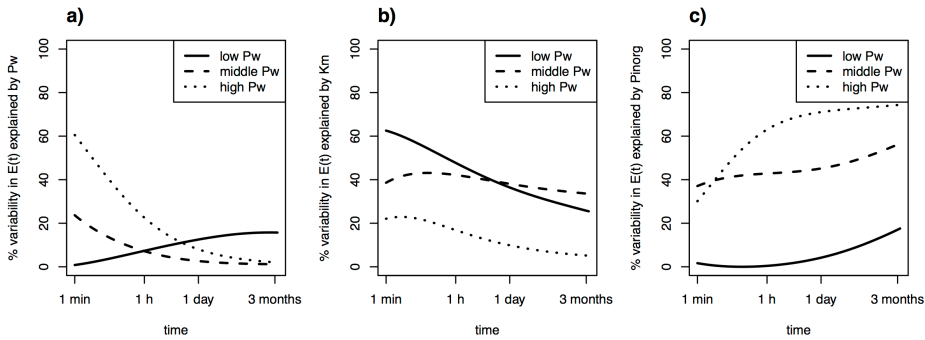 a)
% variability in E(t) explained by Pw
0
20
40
60
80
100
low Pw
middle Pw
high Pw
1 min
1 h
1 day
3 months
time
b)
% variability in E(t) explained by Km
0
20
40
60
80
100
low Pw
middle Pw
high Pw
1 min
1 h
1 day
3 months
time
c)
% variability in E(t) explained by Pinorg
0
20
40
60
80
100
low Pw
middle Pw
high Pw
1 min
1 h
1 day
3 months
time